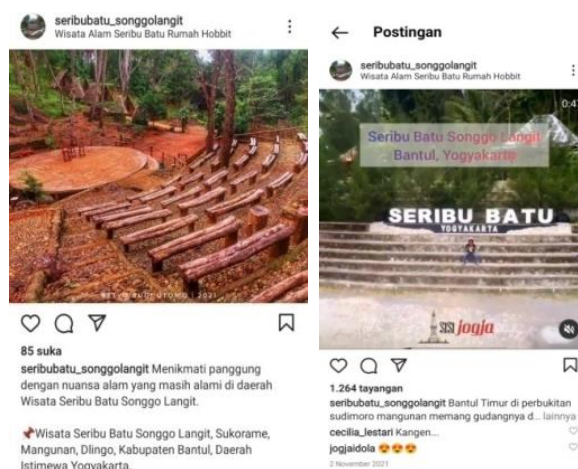 seribubatu_songgolangit
Wisata Alam Seribu Batu Rumah Hobbit
85 suka
seribubatu_songgolangit Menikmati panggung
dengan nuansa alam yang masih alami di daerah
Wisata Seribu Batu Songgo Langit.
📌Wisata Seribu Batu Songgo Langit, Sukorame,
Mangunan, Dlingo, Kabupaten Bantul, Daerah
Istimewa Yogyakarta.
Postingan
seribubatu_songgolangit
Wisata Alam Seribu Batu Rumah Hobbit
Seribu Batu Songgo Langit
Bantul, Yogyakarta
SERIBU BATU
YOGYAKARTA
SISI jogja
1.264 tayangan
seribubatu_songgolangit Bantul Timur di perbukitan
sudimoro mangunan memang gudangnya d... lainnya
cecilia_lestari Kangen...
jogjaidola 😍😍😍
2 November 2021